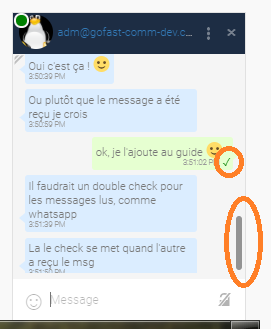 adm@gofast-comm-dev.c...
Oui c'est ça !
3:50:39 PM
Ou plutôt que le message a été
reçu je crois
3:50:59 PM
ok, je l'ajoute au guide
3:51:02 PM
Il faudrait un double check pour
les messages lus, comme
whatsapp
3:51:39 PM
La le check se met quand l'autre
a reçu le msg
3:51:50 PM
Message